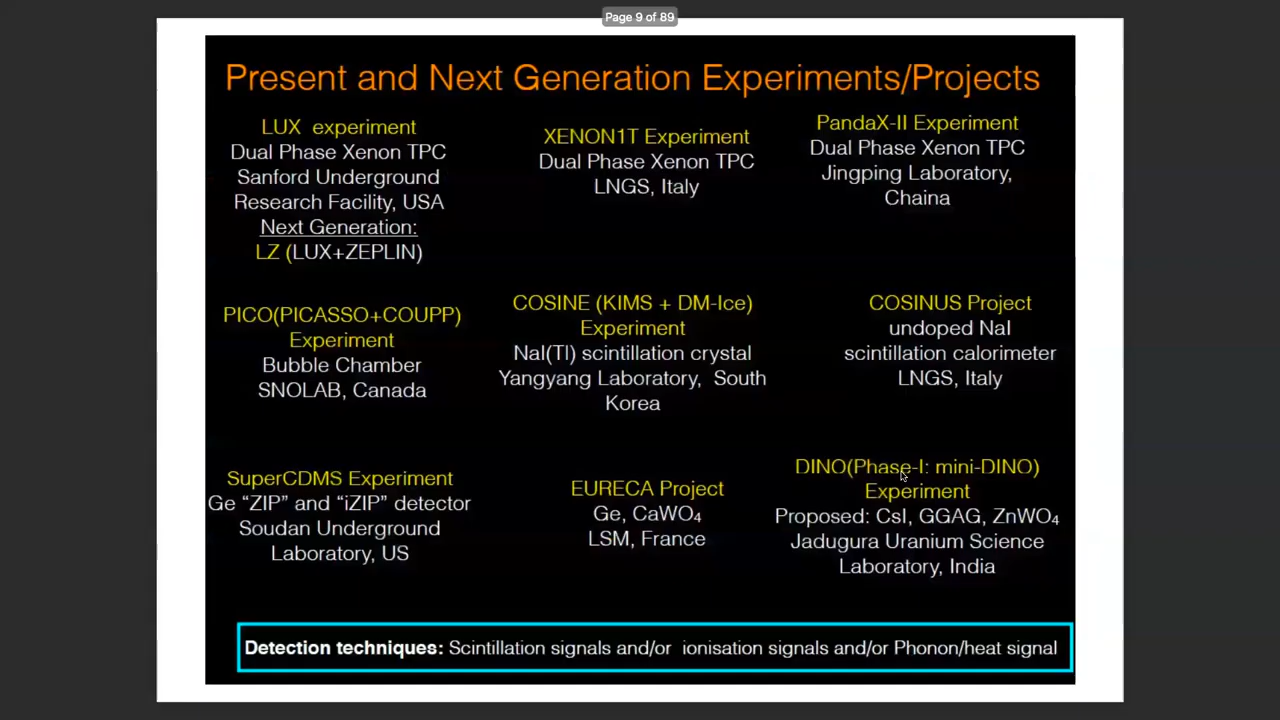 Page 9 of 89
Present and Next Generation Experiments/Projects
LUX experiment
Dual Phase Xenon TPC
Sanford Underground
Research Facility, USA
Next Generation:
LZ (LUX+ZEPLIN)
XENON1T Experiment
Dual Phase Xenon TPC
LNGS, Italy
PandaX-II Experiment
Dual Phase Xenon TPC
Jingping Laboratory,
Chaina
PICO(PICASSO+COUPP)
Experiment
Bubble Chamber
SNOLAB, Canada
COSINE (KIMS + DM-Ice)
Experiment
NaI(Tl) scintillation crystal
Yangyang Laboratory, South
Korea
COSINUS Project
undoped NaI
scintillation calorimeter
LNGS, Italy
SuperCDMS Experiment
Ge “ZIP” and “iZIP” detector
Soudan Underground
Laboratory, US
EURECA Project
Ge, CaWO₄
LSM, France
DINO(Phase-I: mini-DINO)
Experiment
Proposed: CsI, GGAG, ZnWO₄
Jadugura Uranium Science
Laboratory, India
Detection techniques: Scintillation signals and/or ionisation signals and/or Phonon/heat signal